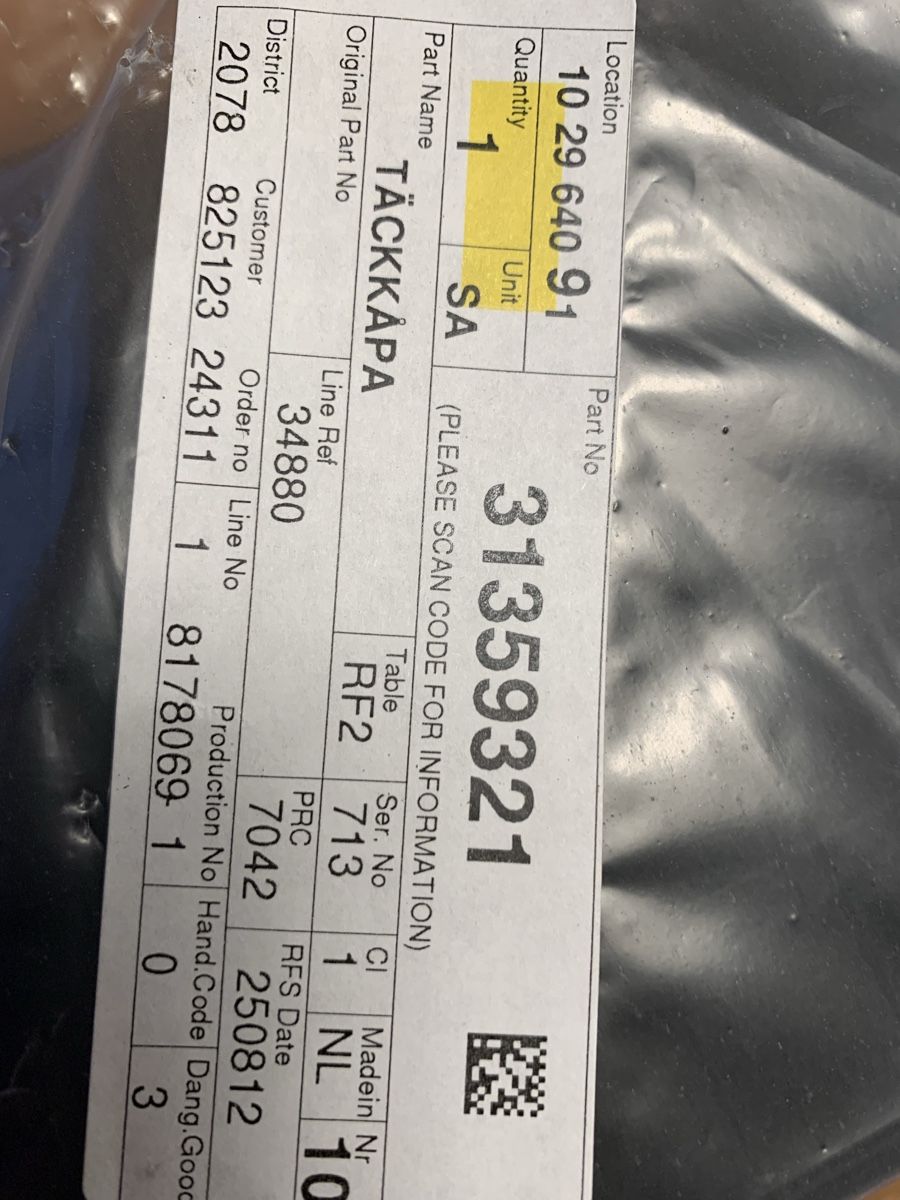 Location Part No
10 29 640 91
31359321
Quantity Unit
1 SA (PLEASE SCAN CODE FOR INFORMATION)
Part Name Table Ser. No CI Madein Nr
TÄCKKÅPA RF2 713 1 NL 10
Original Part No Line Ref PRC RFS Date
34880 7042 250812
District Customer Order no Line No Production No Hand.Code Dang.Good
2078 825123 24311 1 8178069 1 0 3